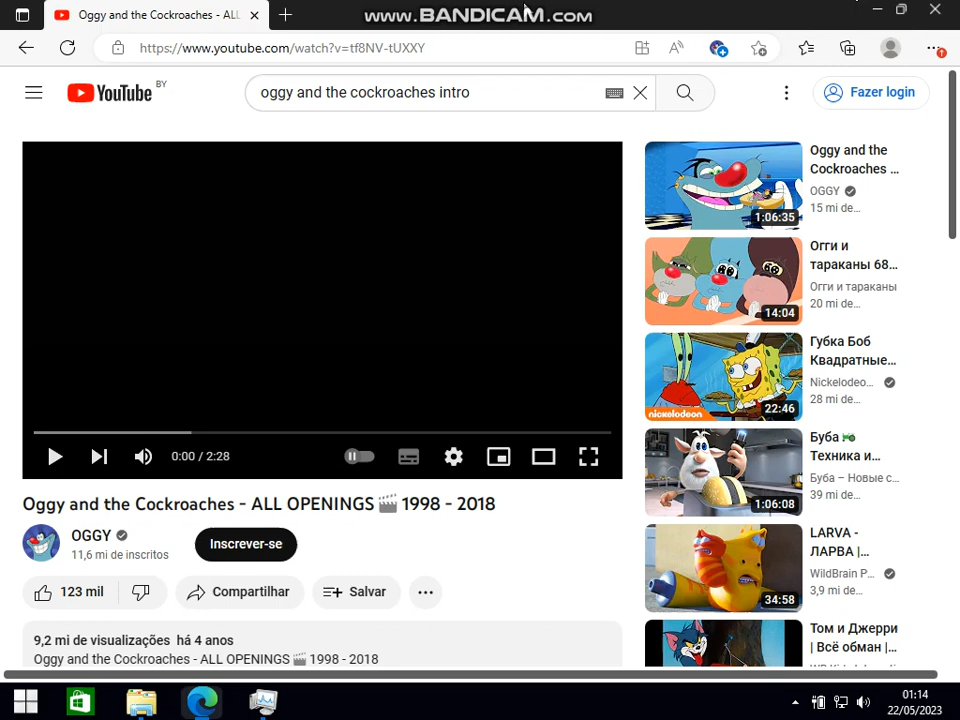 Oggy and the Cockroaches - ALL
www.BANDICAM.com
https://www.youtube.com/watch?v=tf8NV-tUXXY
YouTube BY
oggy and the cockroaches intro
Fazer login
0:00 / 2:28
Oggy and the Cockroaches - ALL OPENINGS🎬 1998 - 2018
OGGY
11,6 mi de inscritos
Inscrever-se
123 mil
Compartilhar
Salvar
9,2 mi de visualizações há 4 anos
Oggy and the Cockroaches - ALL OPENINGS 🎬 1998 - 2018
1:06:35
Oggy and the
Cockroaches ...
OGGY
15 mi de...
14:04
Огги и
тараканы 68...
Огги и тараканы
20 mi de...
nickelodeon
22:46
Губка Боб
Квадратные...
Nickelodeo...
28 mi de...
1:06:08
Буба
Техника и...
Буба – Новые с...
39 mi de...
34:58
LARVA -
ЛАРВА |...
WildBrain P...
3,9 mi de...
Том и Джерри
| Всё обман |...
01:14
22/05/2023